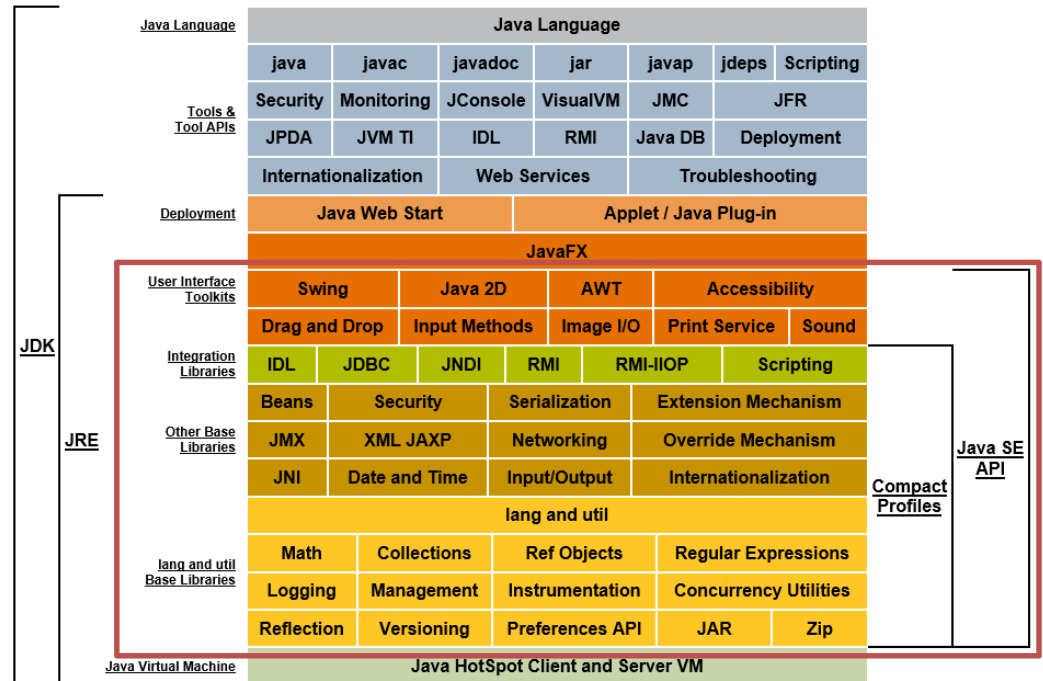 Java Language Java Language
java javac javadoc jar javap jdeps Scripting
Security Monitoring JConsole VisualVM JMC JFR
Tools &
Tool APIs
JPDA JVM TI IDL RMI Java DB Deployment
Internationalization Web Services Troubleshooting
Deployment Java Web Start Applet / Java Plug-in
JavaFX
User Interface
Toolkits
Swing Java 2D AWT Accessibility
Drag and Drop Input Methods Image I/O Print Service Sound
JDK
Integration
Libraries
IDL JDBC JNDI RMI RMI-IIOP Scripting
Beans Security Serialization Extension Mechanism
JRE
Other Base
Libraries
JMX XML JAXP Networking Override Mechanism
Java SE
API
JNI Date and Time Input/Output Internationalization
Compact
Profiles
lang and util
lang and util
Base Libraries
Math Collections Ref Objects Regular Expressions
Logging Management Instrumentation Concurrency Utilities
Reflection Versioning Preferences API JAR Zip
Java Virtual Machine Java HotSpot Client and Server VM